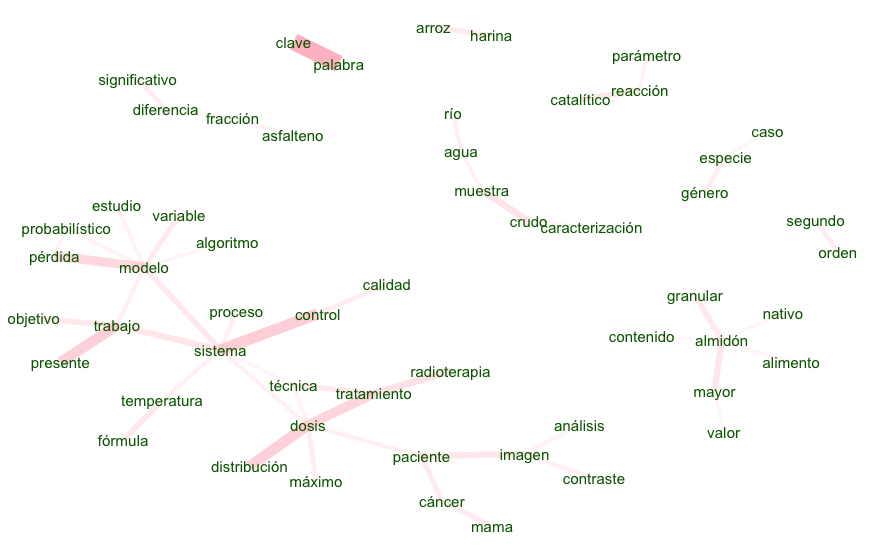 arroz
harina
clave
palabra
parámetro
significativo
reacción
catalítico
diferencia
río
fracción
asfalteno
caso
agua
especie
muestra
género
estudio
variable
crudo
caracterización
segundo
probabilístico
algoritmo
orden
pérdida
modelo
calidad
granular
proceso
control
nativo
objetivo
trabajo
contenido
almidón
sistema
presente
alimento
radioterapia
técnica
tratamiento
mayor
temperatura
dosis
análisis
valor
fórmula
paciente
imagen
distribución
máximo
contraste
cáncer
mama